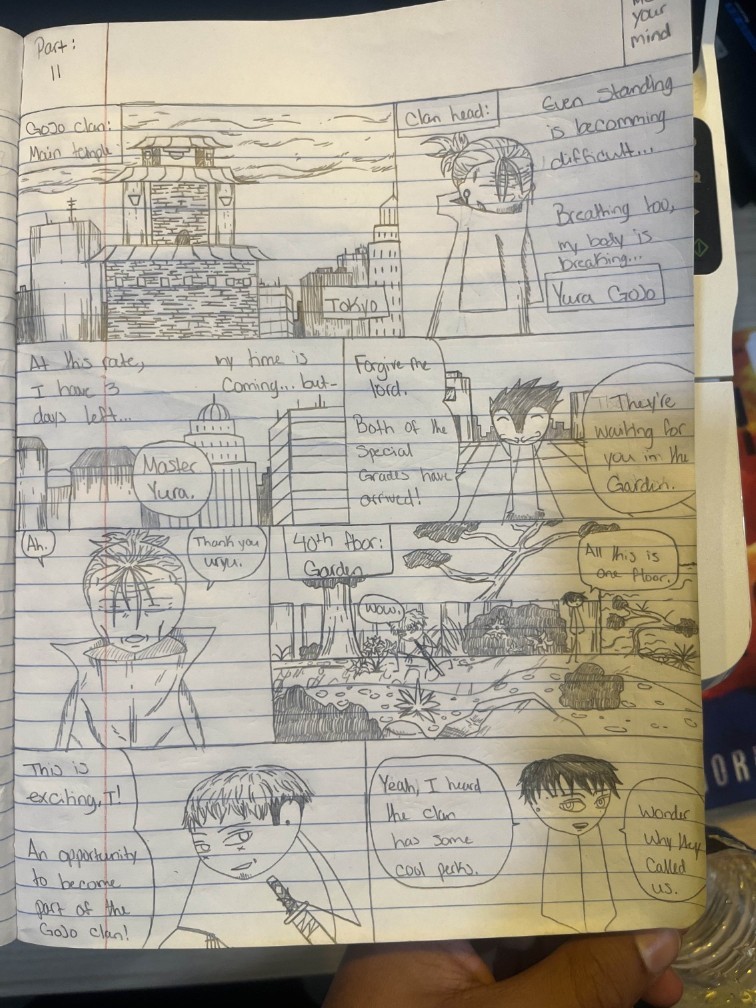 Part:
11
your
mind
Gojo clan:
Main temple:
Tokyo
Clan head:
Even standing
is becomming
difficult...
Breathing too,
my body is
breaking...
Yura Gojo
At this rate,
I have 3
days left...
my time is
coming... but-
Master
Yura.
Forgive me
lord.
Both of the
Special
Grades have
arrived!
They're
waiting for
you in the
Garden.
Ah.
Thank you
uryu.
40th floor:
Garden
Wow.
All this is
one floor.
This is
exciting,
An opportunity
to become
part of the
Gojo clan!
Yeah, I heard
the clan
has some
cool perks.
Wonder
why they
called
us.